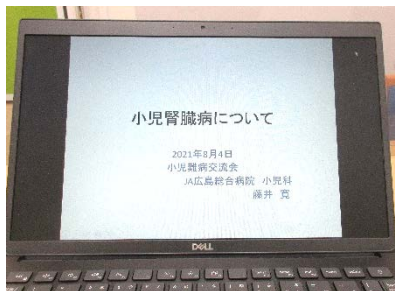 小児腎臓病について
2021年8月4日
小児難病交流会
JA広島総合病院 小児科
藤井 寛
DELL